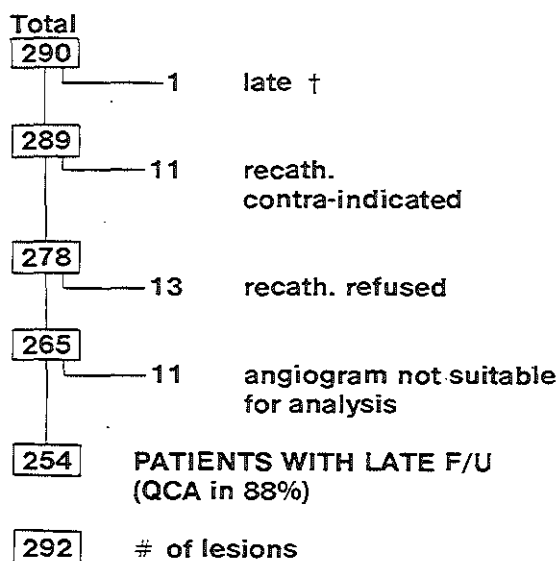 Total
290
1 late †
289
11 recath.
contra-indicated
278
13 recath. refused
265
11 angiogram not suitable
for analysis
254 PATIENTS WITH LATE F/U
(QCA in 88%)
292 # of lesions